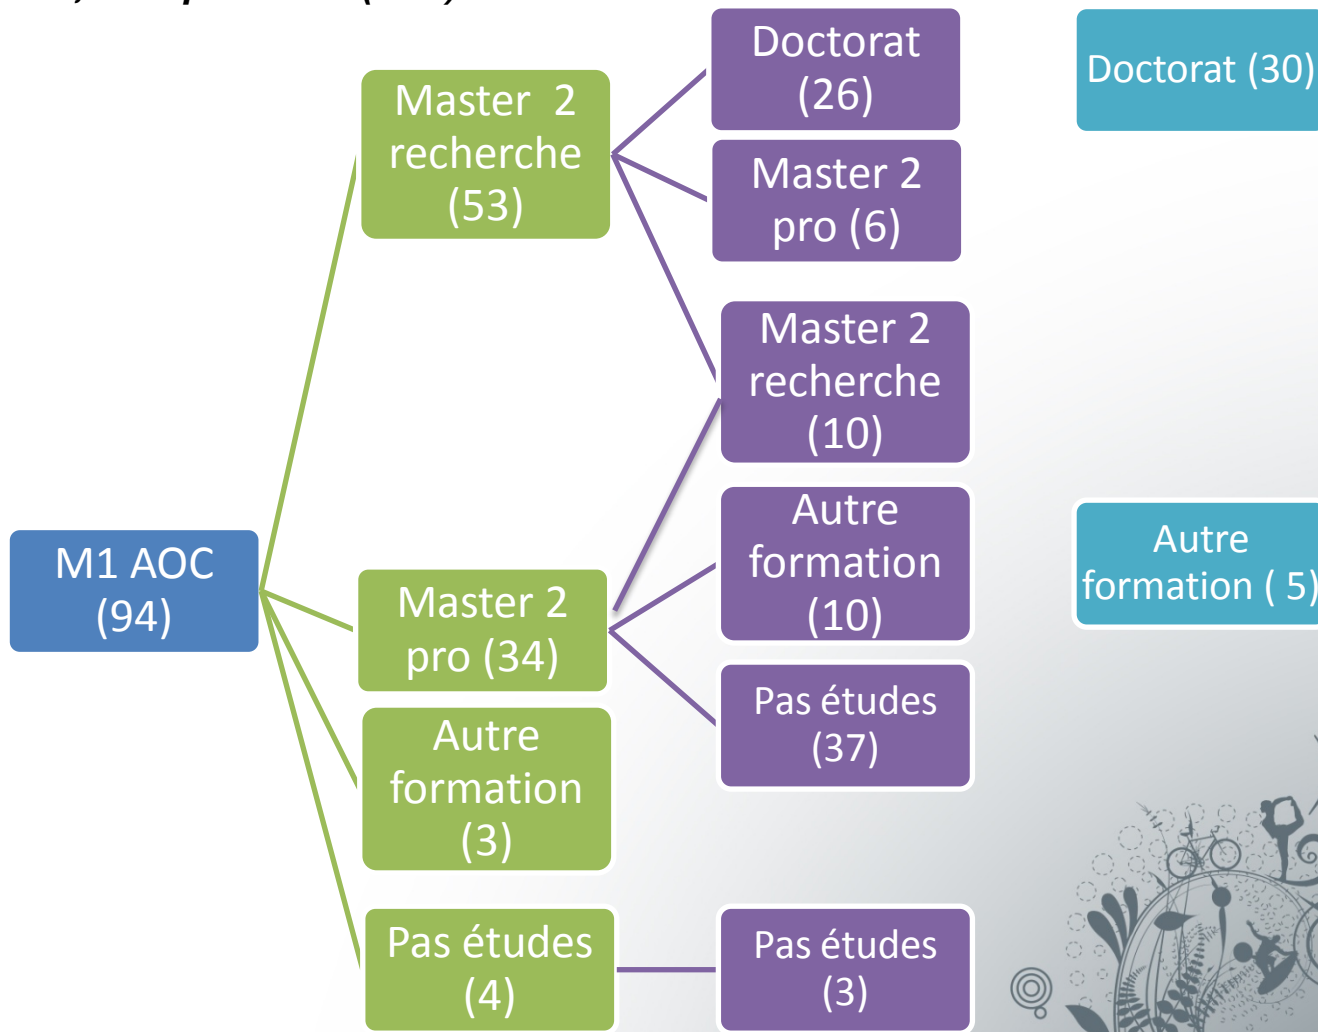 M1 AOC
(94)
Master 2
recherche
(53)
Master 2
pro (34)
Autre
formation
(3)
Pas études
(4)
Doctorat
(26)
Master 2
pro (6)
Master 2
recherche
(10)
Autre
formation
(10)
Pas études
(37)
Pas études
(3)
Doctorat (30)
Autre
formation ( 5)